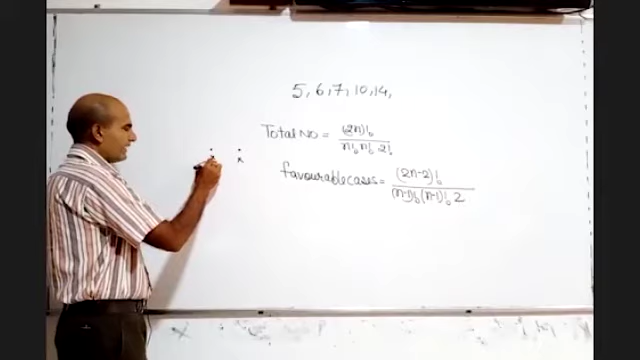 5, 6, 7, 10, 14,
Total No = (2n)! / n! n! 2!
favourable cases = (2n-2)! / (n-1)! (n-1)! 2
x